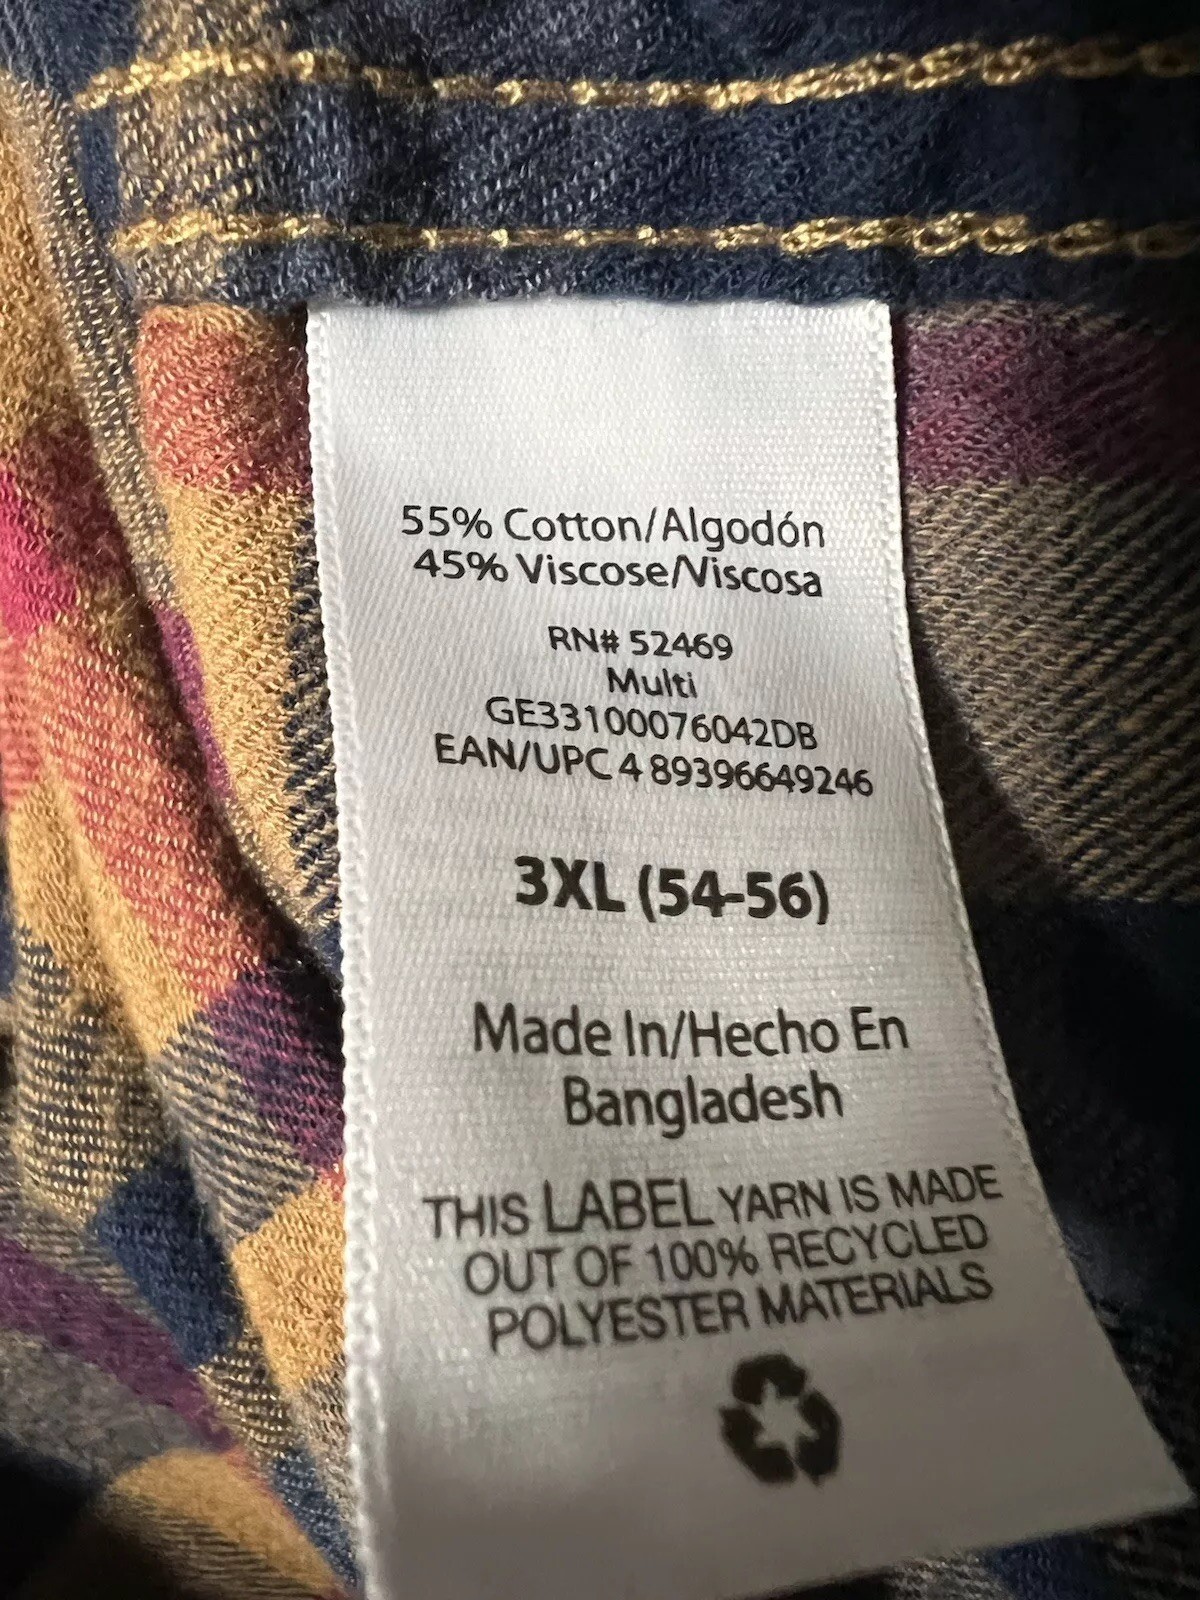 55% Cotton/Algodón
45% Viscose/Viscosa
RN# 52469
Multi
GE33100076042DB
EAN/UPC 4 89396649246
3XL (54-56)
Made In/Hecho En
Bangladesh
THIS LABEL YARN IS MADE
OUT OF 100% RECYCLED
POLYESTER MATERIALS